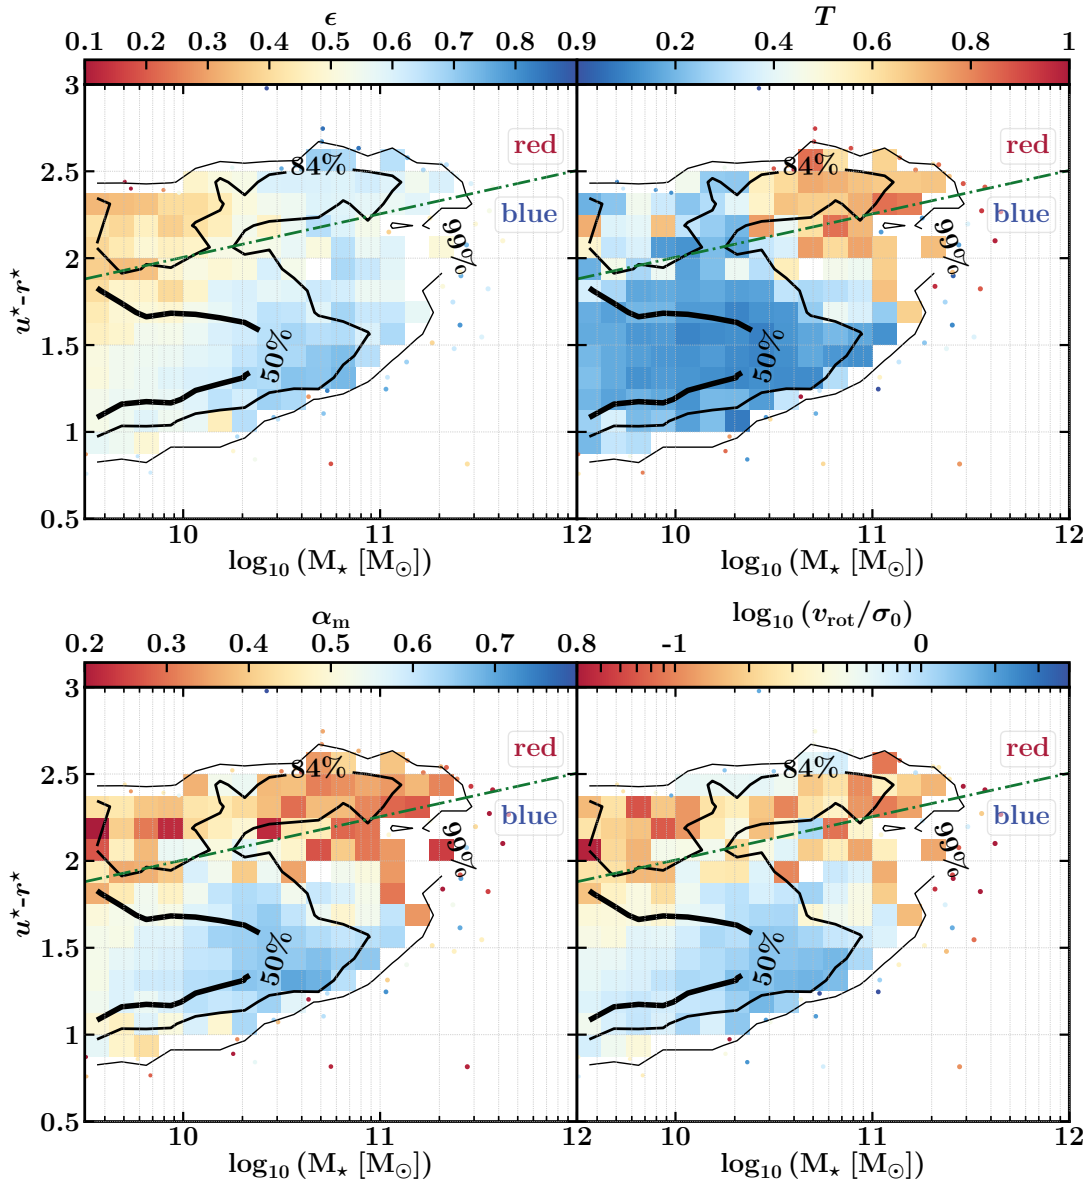 ϵ T
0.1 0.2 0.3 0.4 0.5 0.6 0.7 0.8 0.9 0.2 0.4 0.6 0.8 1
3 2.5 2 1.5 1 0.5
u⋆-r⋆
84% red
blue
99%
50%
84% red
blue
99%
50%
10 11 12 10 11 12
log₁₀ (M⋆ [M⊙]) log₁₀ (M⋆ [M⊙])
αₘ log₁₀ (v_rot/σ₀)
0.2 0.3 0.4 0.5 0.6 0.7 0.8 -1 0
3 2.5 2 1.5 1 0.5
u⋆-r⋆
84% red
blue
99%
50%
84% red
blue
99%
50%
10 11 12 10 11 12
log₁₀ (M⋆ [M⊙]) log₁₀ (M⋆ [M⊙])